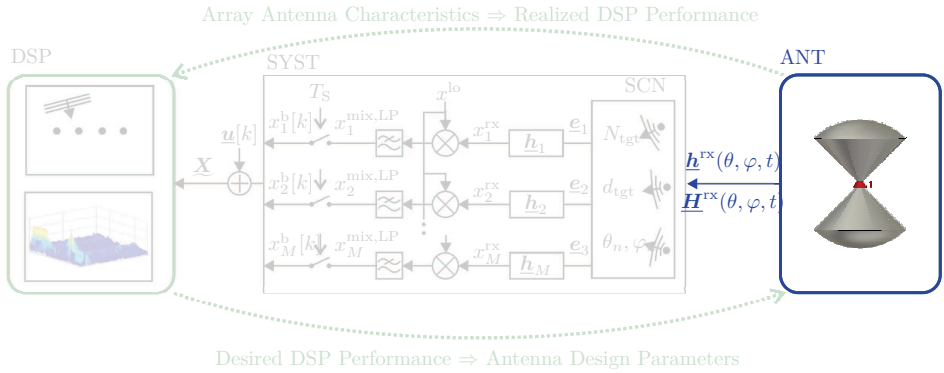 Array Antenna Characteristics ⇒ Realized DSP Performance
DSP
SYST
ANT
SCN
T_S
x^lo
u[k]
X
x_1^b[k] x_1^mix,LP x_1^rx h_1 e_1 N_tgt
x_2^b[k] x_2^mix,LP x_2^rx h_2 e_2 d_tgt
x_M^b[k] x_M^mix,LP x_M^rx h_M e_3 θ_n, φ
h^rx(θ, φ, t)
H^rx(θ, φ, t)
1
Desired DSP Performance ⇒ Antenna Design Parameters